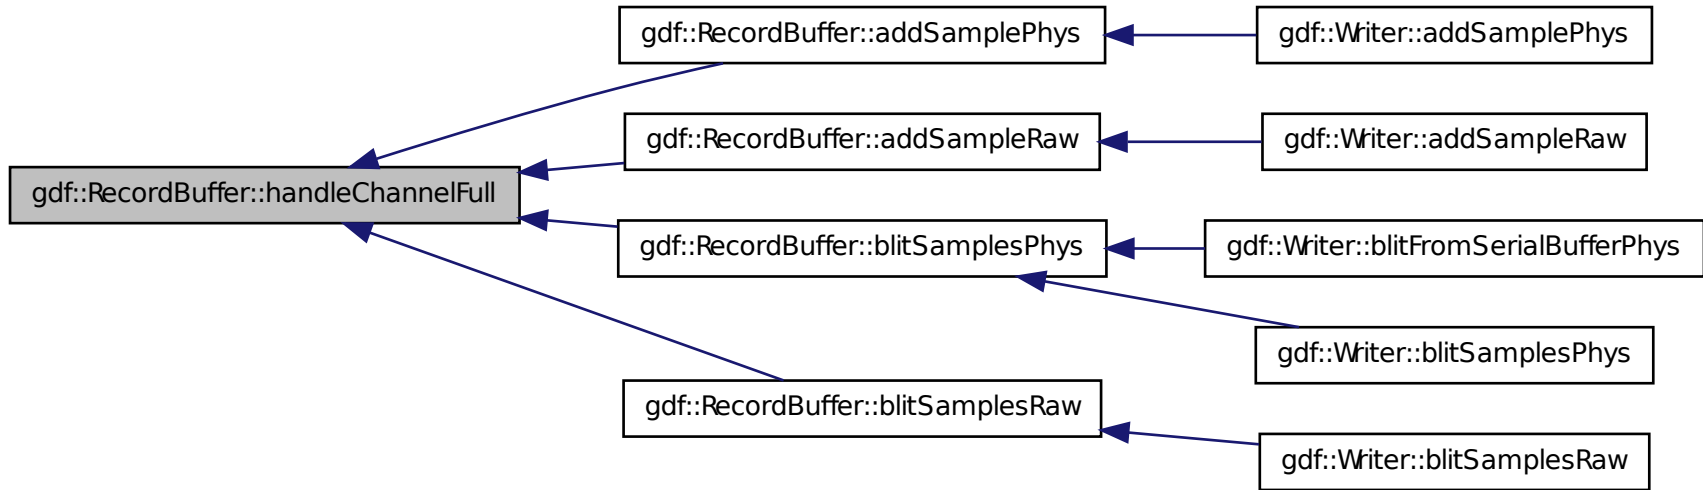 gdf::RecordBuffer::addSamplePhys
gdf::Writer::addSamplePhys
gdf::RecordBuffer::addSampleRaw
gdf::Writer::addSampleRaw
gdf::RecordBuffer::handleChannelFull
gdf::RecordBuffer::blitSamplesPhys
gdf::Writer::blitFromSerialBufferPhys
gdf::Writer::blitSamplesPhys
gdf::RecordBuffer::blitSamplesRaw
gdf::Writer::blitSamplesRaw